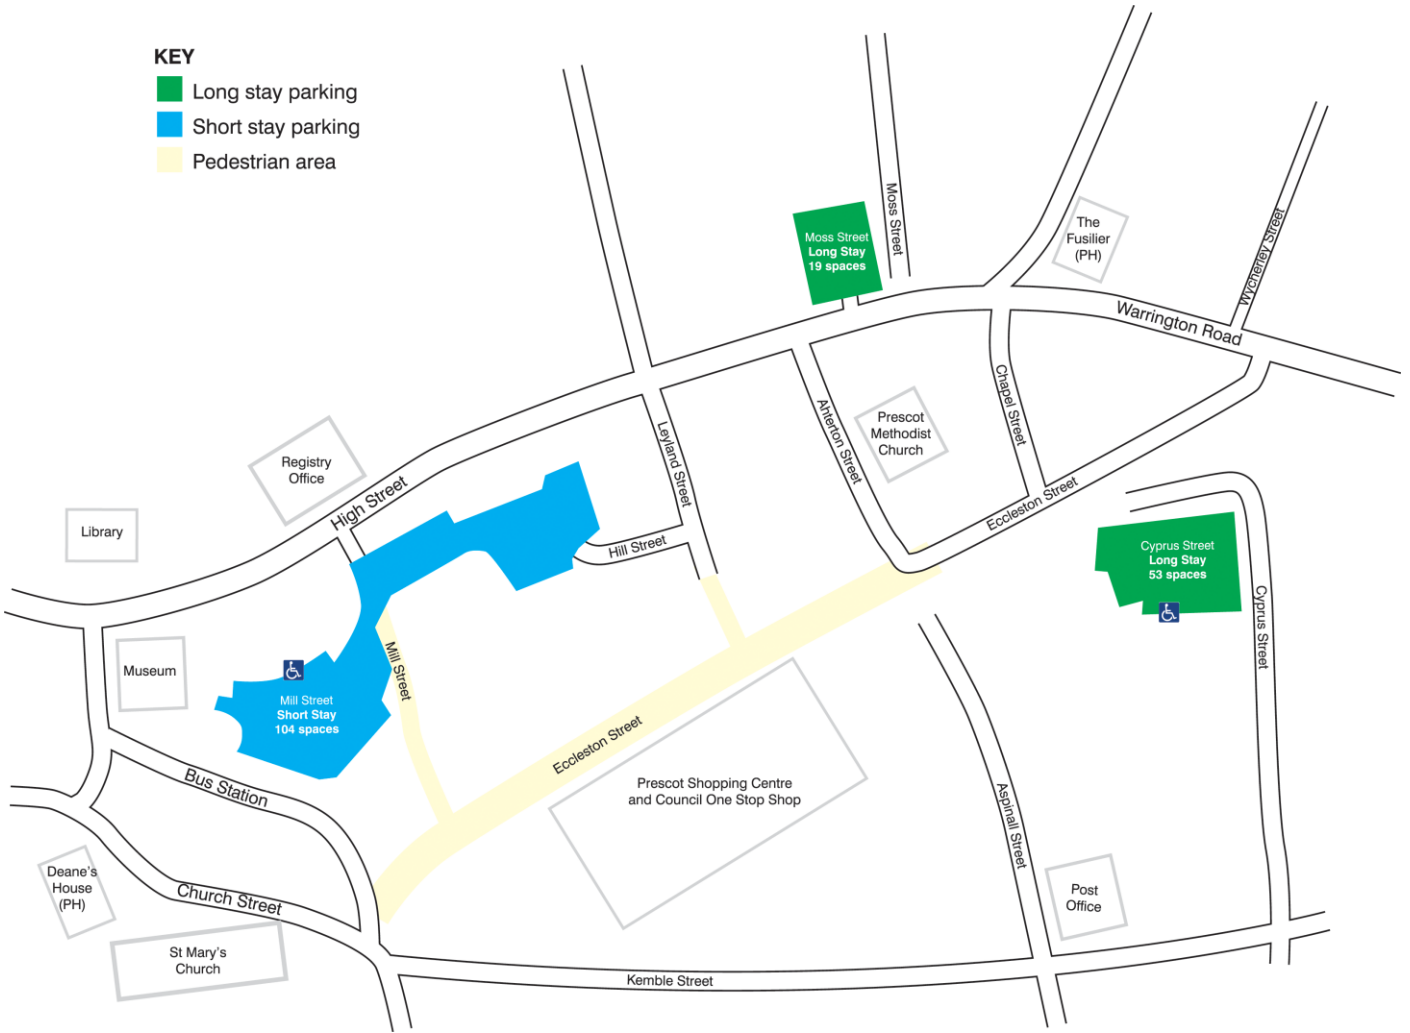 KEY
Long stay parking
Short stay parking
Pedestrian area
Moss Street
Moss Street
Long Stay
19 spaces
The
Fusilier
(PH)
Wycherley Street
Warrington Road
Chapel Street
Ahterton Street
Prescot
Methodist
Church
Leyland Street
Registry
Office
High Street
Library
Hill Street
Eccleston Street
Cyprus Street
Long Stay
53 spaces
Cyprus Street
Museum
Mill Street
Mill Street
Short Stay
104 spaces
Eccleston Street
Bus Station
Prescot Shopping Centre
and Council One Stop Shop
Aspinall Street
Deane's
House
(PH)
Church Street
Post
Office
St Mary's
Church
Kemble Street